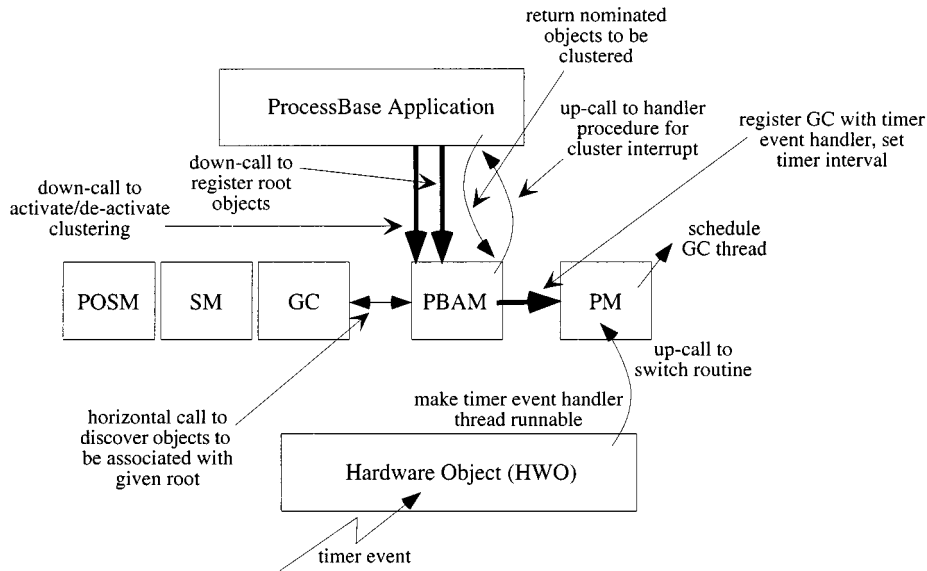 return nominated
objects to be
clustered
ProcessBase Application
up-call to handler
procedure for
cluster interrupt
register GC with timer
event handler, set
timer interval
down-call to
register root
objects
down-call to
activate/de-activate
clustering
schedule
GC thread
POSM
SM
GC
PBAM
PM
up-call to
switch routine
make timer event handler
thread runnable
horizontal call to
discover objects to
be associated with
given root
Hardware Object (HWO)
timer event